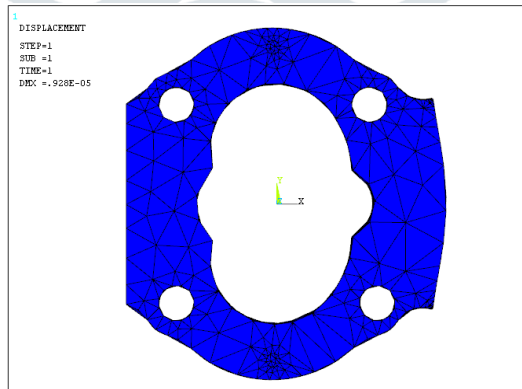 1
DISPLACEMENT
STEP=1
SUB =1
TIME=1
DMX =.928E-05
Y
Z X